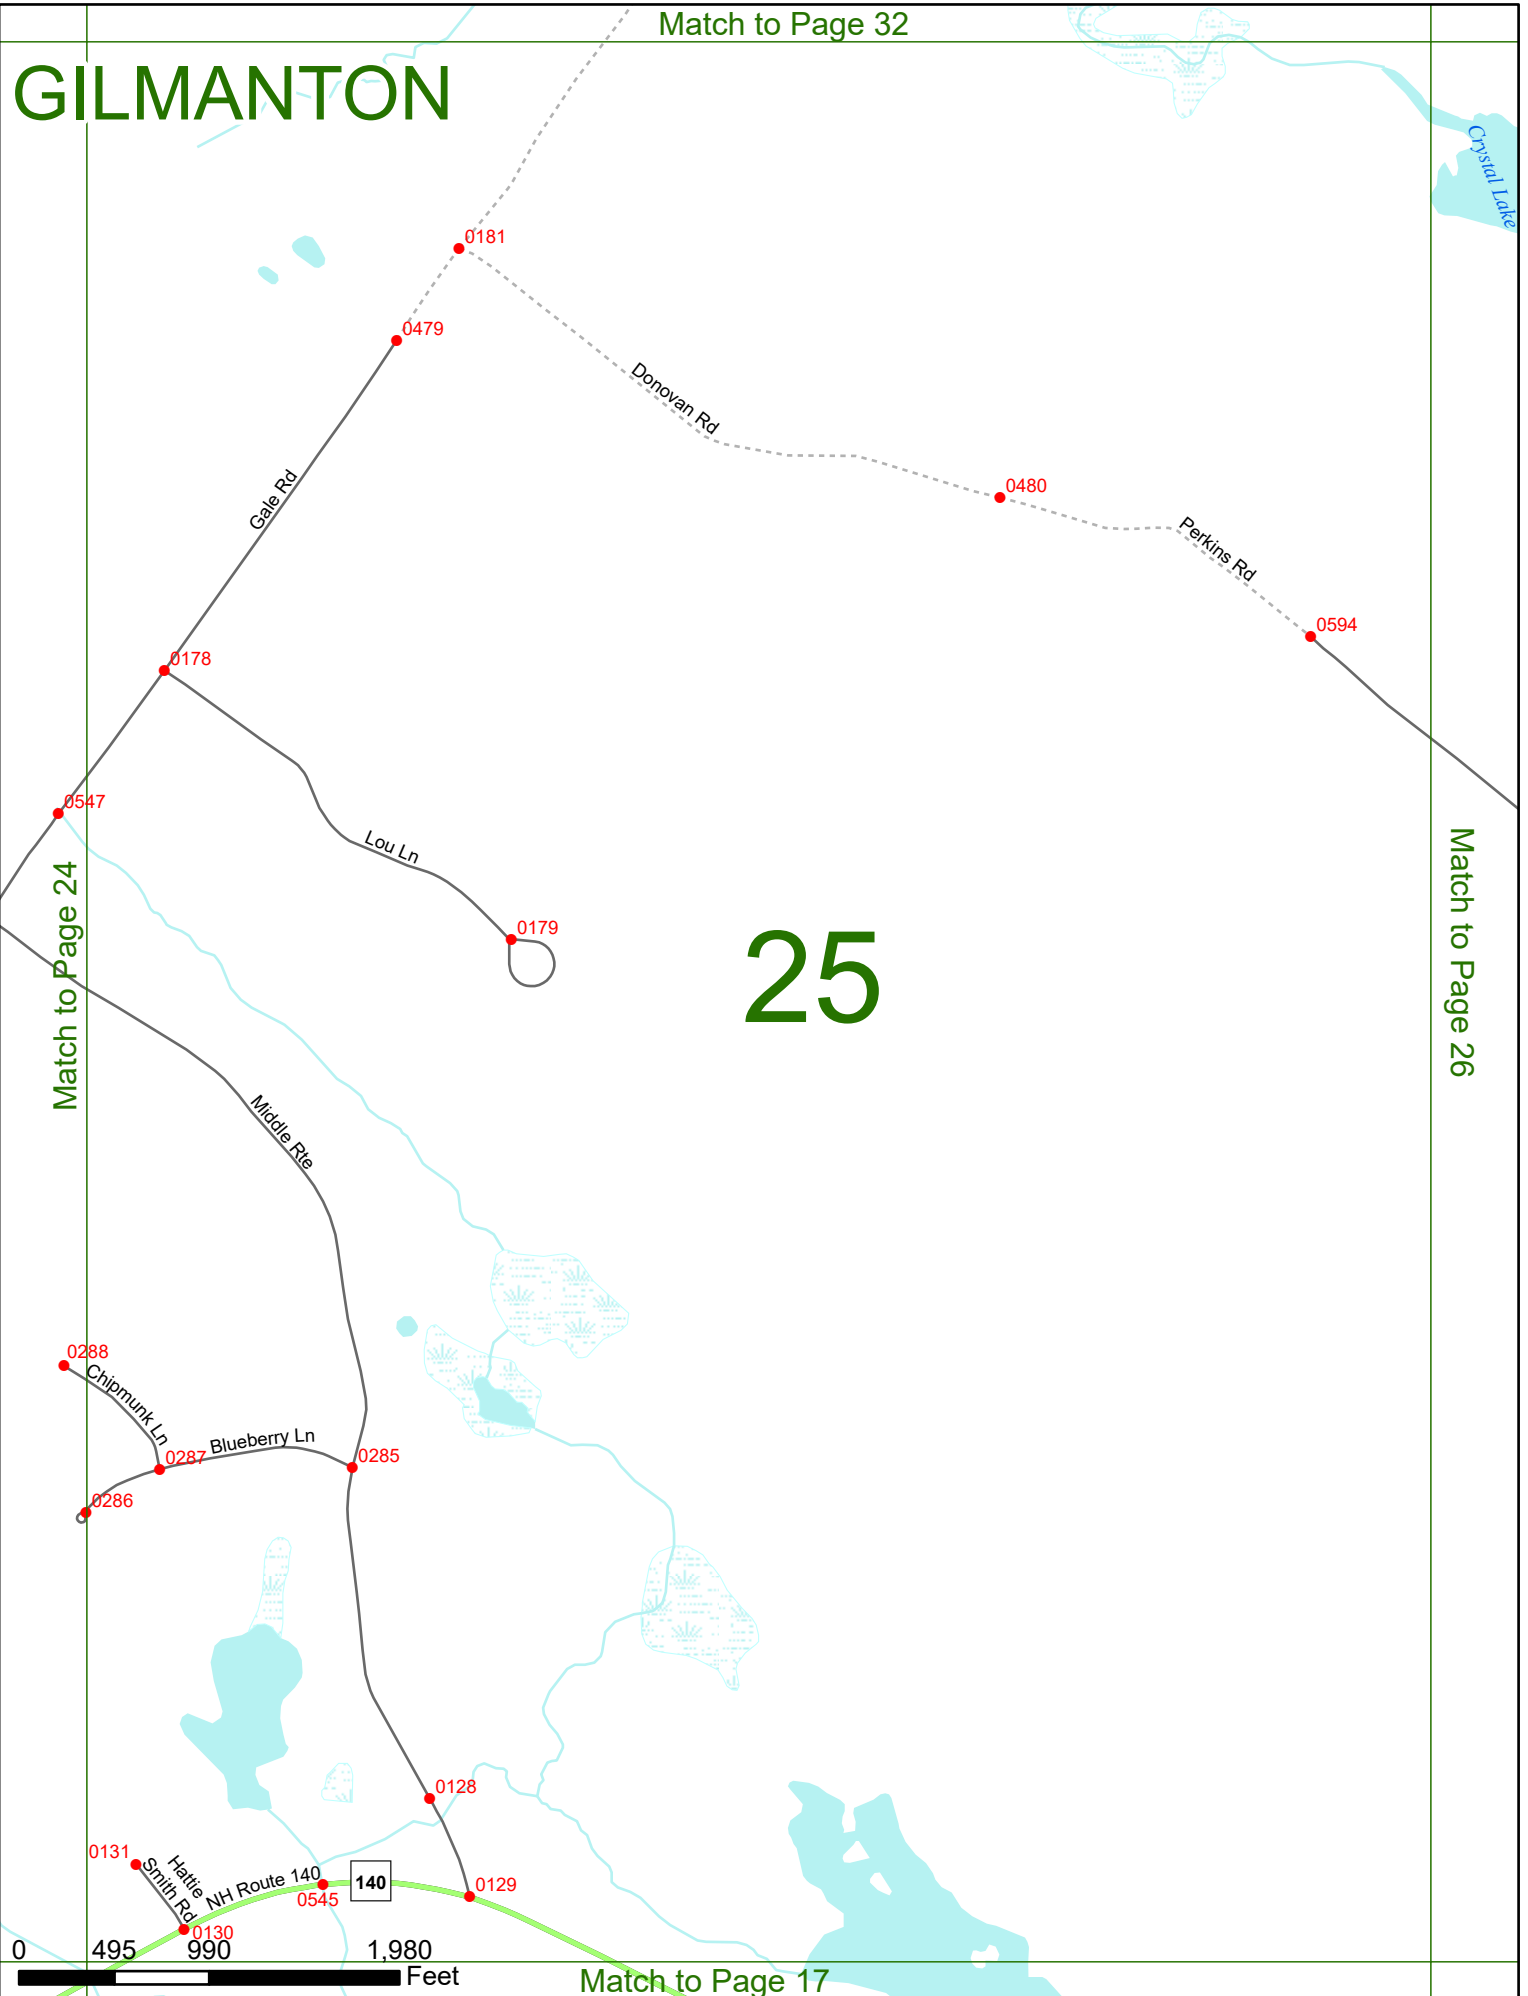 Match to Page 32
GILMANTON
Crystal Lake
0181
0479
Donovan Rd
Gale Rd
0480
Perkins Rd
0594
0178
0547
Lou Ln
Match to Page 24
Match to Page 26
0179
25
Middle Rte
0288
Chipmunk Ln
Blueberry Ln
0287
0285
0286
0128
0131
Hattie
Smith Rd
NH Route 140
140
0545
0129
0130
0 495 990 1,980
Feet
Match to Page 17